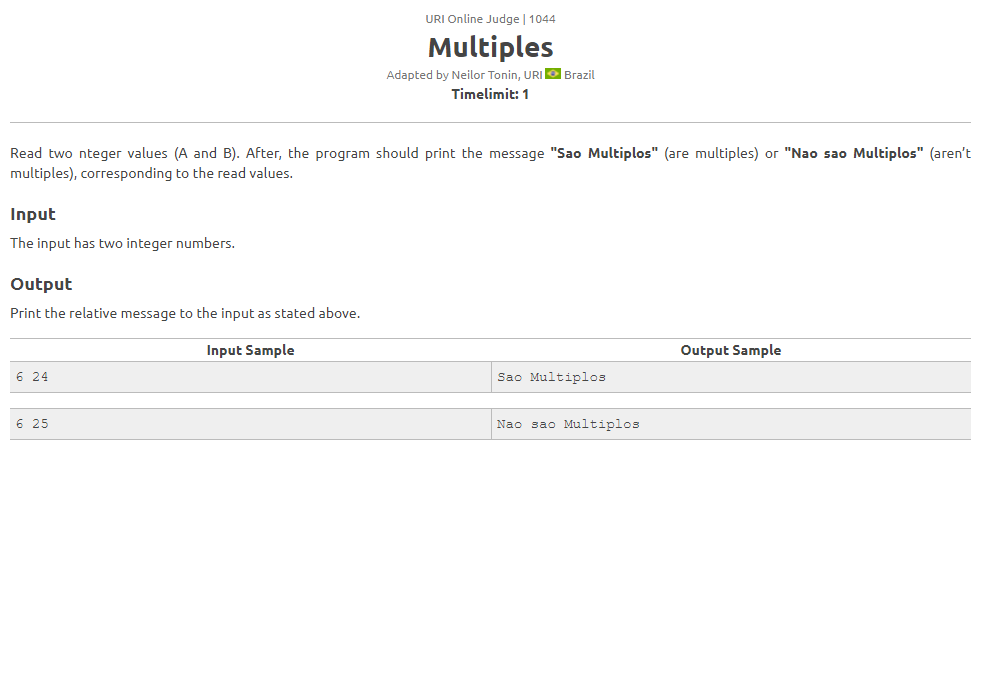 URI Online Judge | 1044
Multiples
Adapted by Neilor Tonin, URI Brazil
Timelimit: 1
Read two nteger values (A and B). After, the program should print the message "Sao Multiplos" (are multiples) or "Nao sao Multiplos" (aren't
multiples), corresponding to the read values.
Input
The input has two integer numbers.
Output
Print the relative message to the input as stated above.
Input Sample Output Sample
6 24 Sao Multiplos
6 25 Nao sao Multiplos